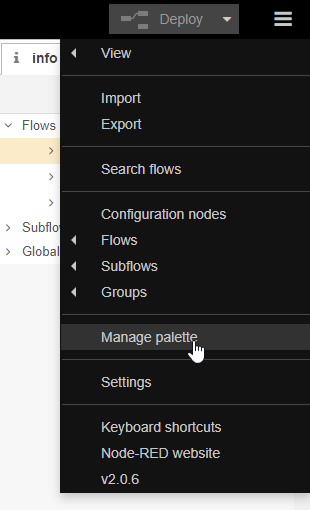 Deploy
i info
View
Import
Export
Flows
Search flows
Configuration nodes
Subflo
Flows
Global
Subflows
Groups
Manage palette
Settings
Keyboard shortcuts
Node-RED website
v2.0.6